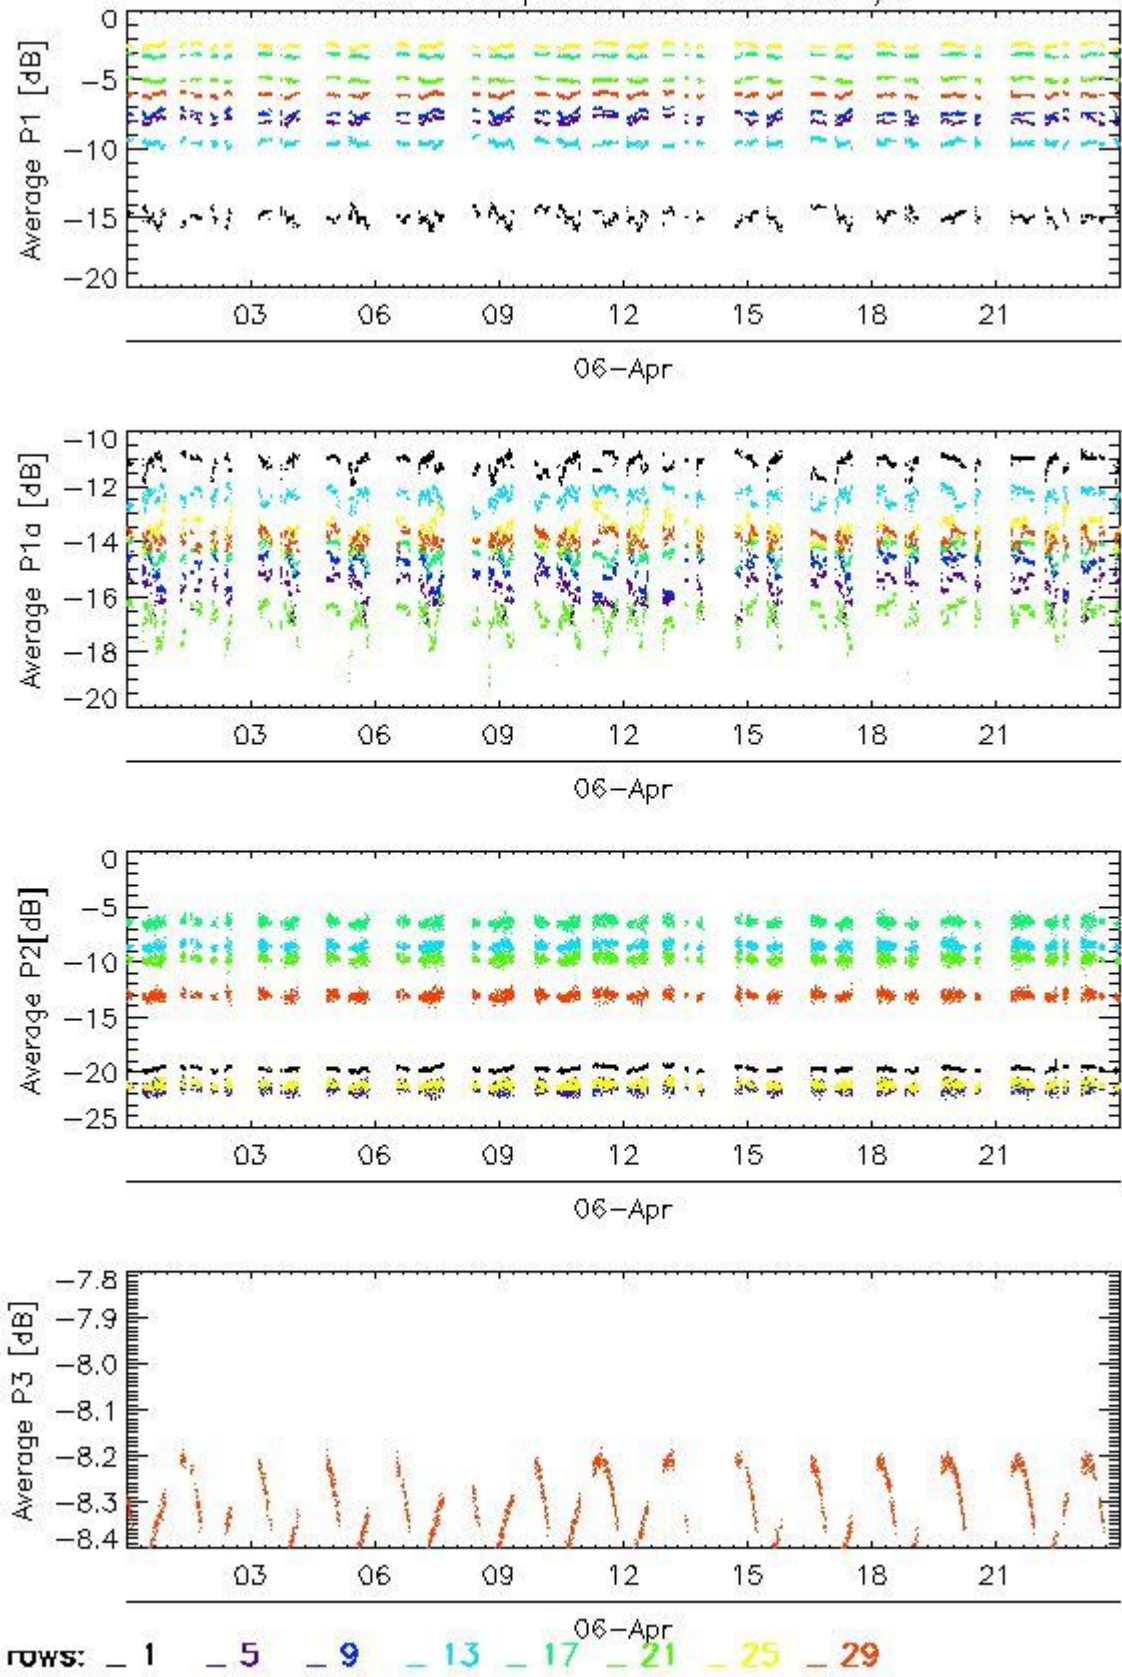 0
−5
−10
−15
−20
Average P1 [dB]
03 06 09 12 15 18 21
06−Apr
−10
−12
−14
−16
−18
−20
Average P1a [dB]
03 06 09 12 15 18 21
06−Apr
0
−5
−10
−15
−20
−25
Average P2[dB]
03 06 09 12 15 18 21
06−Apr
−7.8
−7.9
−8.0
−8.1
−8.2
−8.3
−8.4
Average P3 [dB]
03 06 09 12 15 18 21
06−Apr
rows: _ 1 _ 5 _ 9 _ 13 _ 17 _ 21 _ 25 _ 29